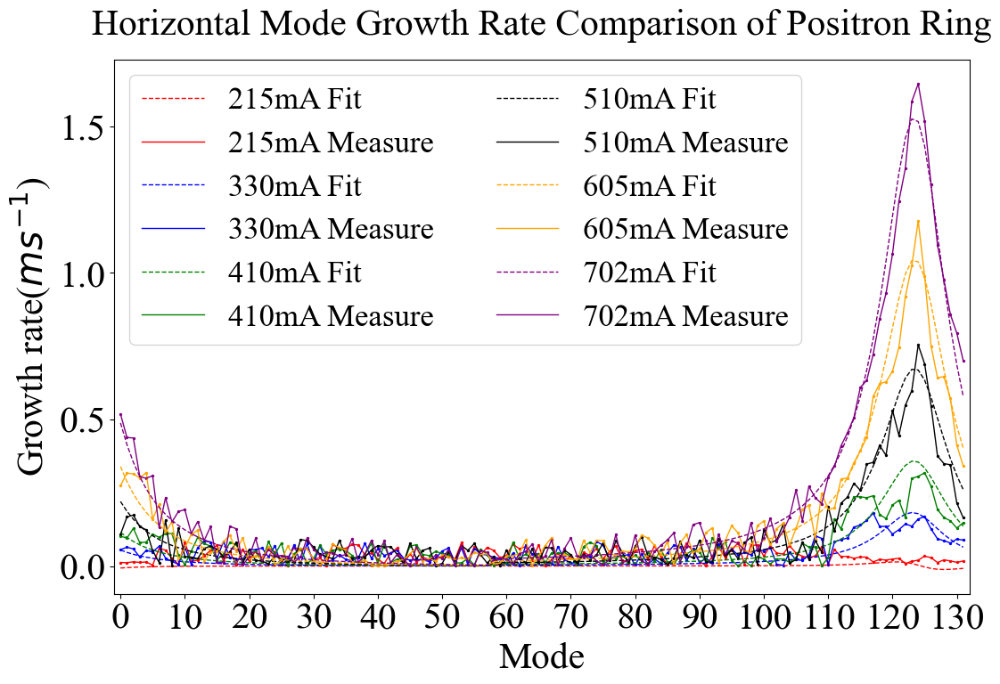 Horizontal Mode Growth Rate Comparison of Positron Ring
215mA Fit
215mA Measure
330mA Fit
330mA Measure
410mA Fit
410mA Measure
510mA Fit
510mA Measure
605mA Fit
605mA Measure
702mA Fit
702mA Measure
Growth rate(ms⁻¹)
1.5
1.0
0.5
0.0
0 10 20 30 40 50 60 70 80 90 100 110 120 130
Mode